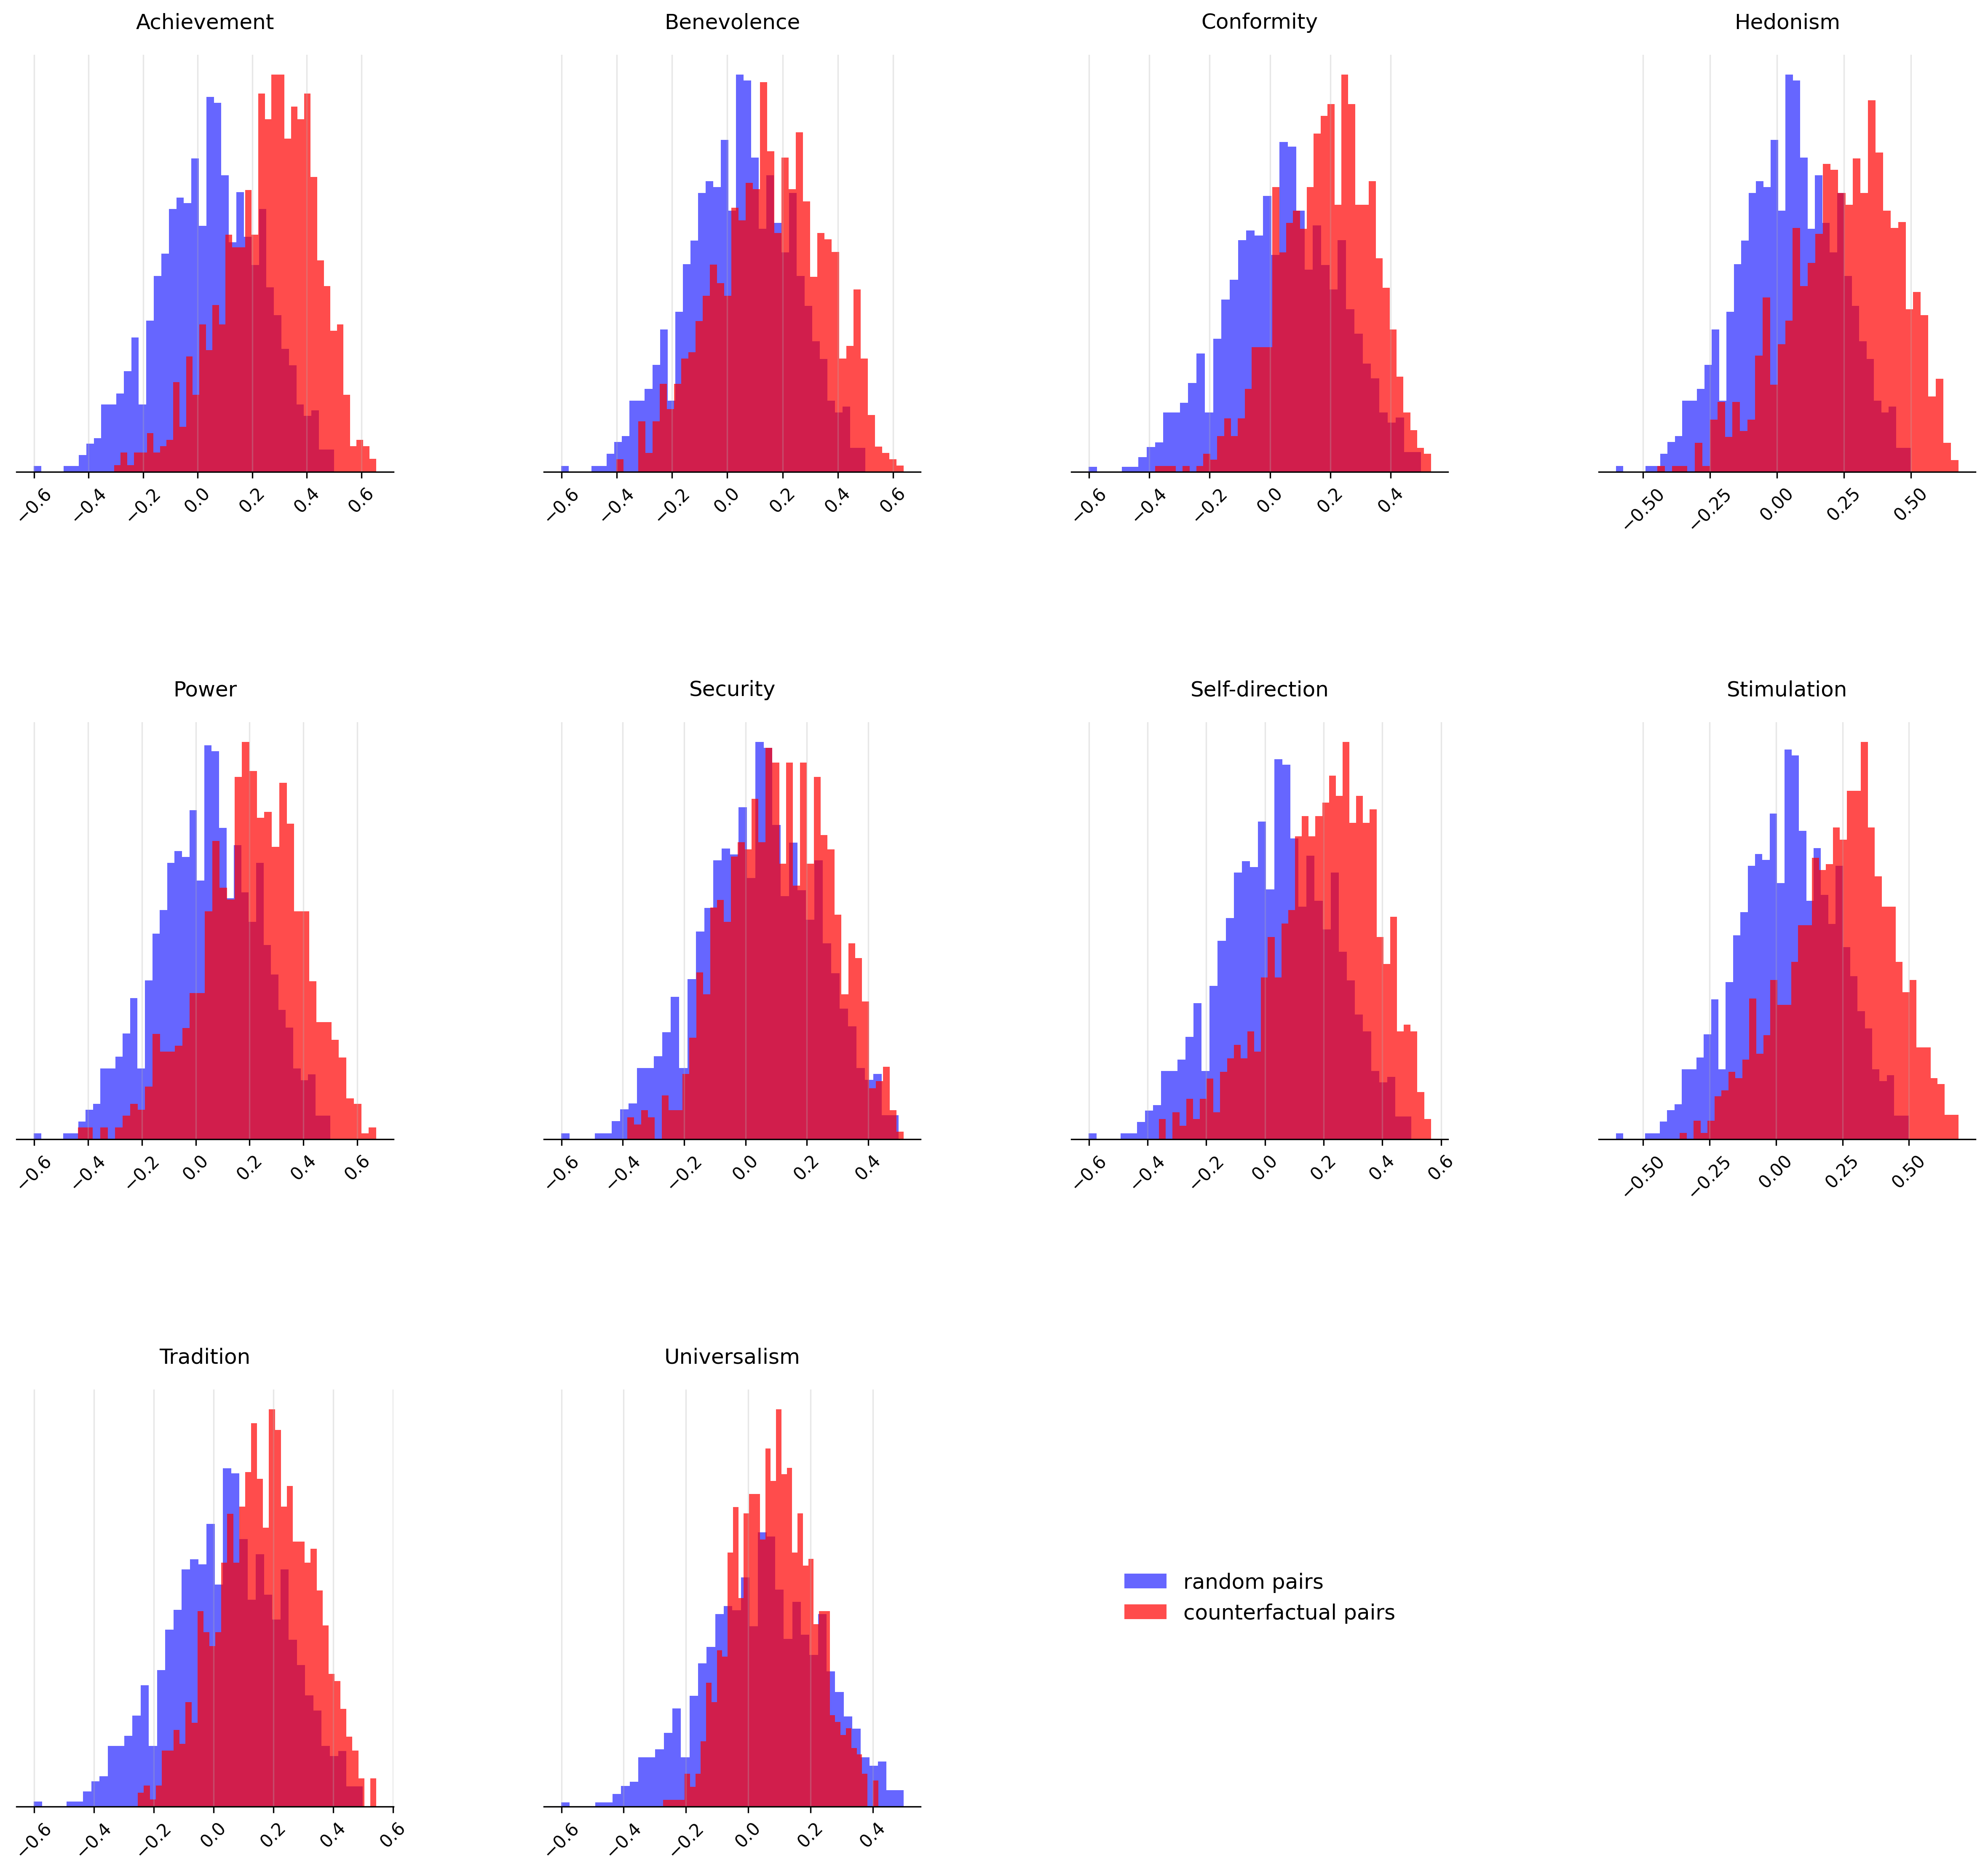 Achievement
Benevolence
Conformity
Hedonism
−0.6 −0.4 −0.2 0.0 0.2 0.4 0.6
−0.6 −0.4 −0.2 0.0 0.2 0.4 0.6
−0.6 −0.4 −0.2 0.0 0.2 0.4
−0.50 −0.25 0.00 0.25 0.50
Power
Security
Self-direction
Stimulation
−0.6 −0.4 −0.2 0.0 0.2 0.4 0.6
−0.6 −0.4 −0.2 0.0 0.2 0.4
−0.6 −0.4 −0.2 0.0 0.2 0.4 0.6
−0.50 −0.25 0.00 0.25 0.50
Tradition
Universalism
random pairs
counterfactual pairs
−0.6 −0.4 −0.2 0.0 0.2 0.4 0.6
−0.6 −0.4 −0.2 0.0 0.2 0.4